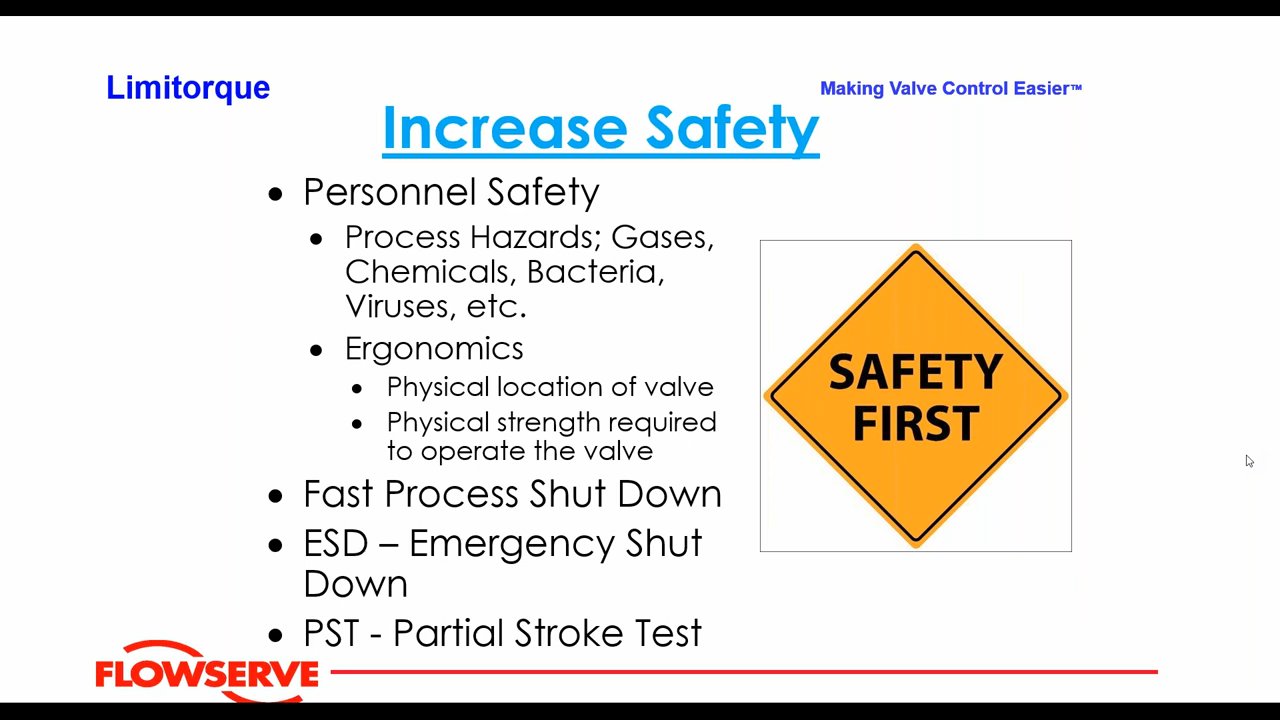 Limitorque
Making Valve Control Easier™
Increase Safety
• Personnel Safety
• Process Hazards; Gases,
Chemicals, Bacteria,
Viruses, etc.
• Ergonomics
• Physical location of valve
• Physical strength required
to operate the valve
• Fast Process Shut Down
• ESD – Emergency Shut
Down
• PST - Partial Stroke Test
SAFETY
FIRST
FLOWSERVE